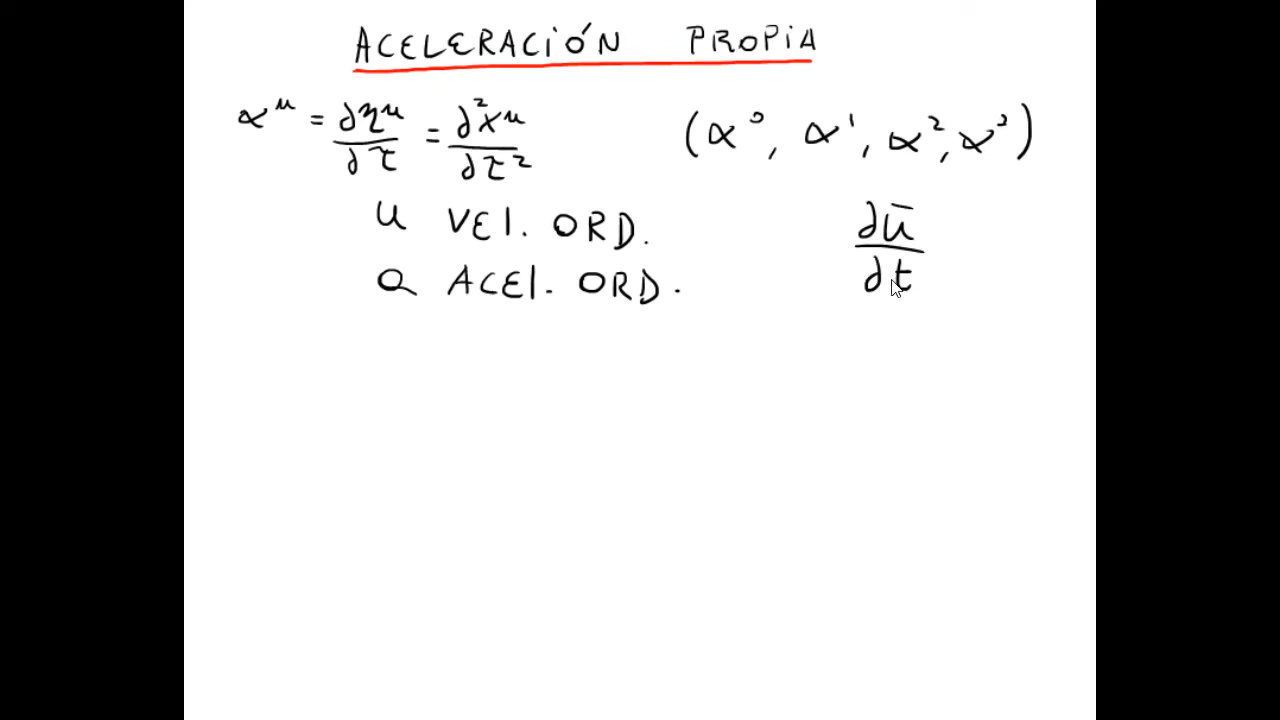 ACELERACIÓN PROPIA
α^μ = ∂η^μ/∂τ = ∂²x^μ/∂τ² (α⁰, α¹, α², α³)
u VEl. ORD. ∂ū/∂t
a ACEl. ORD.